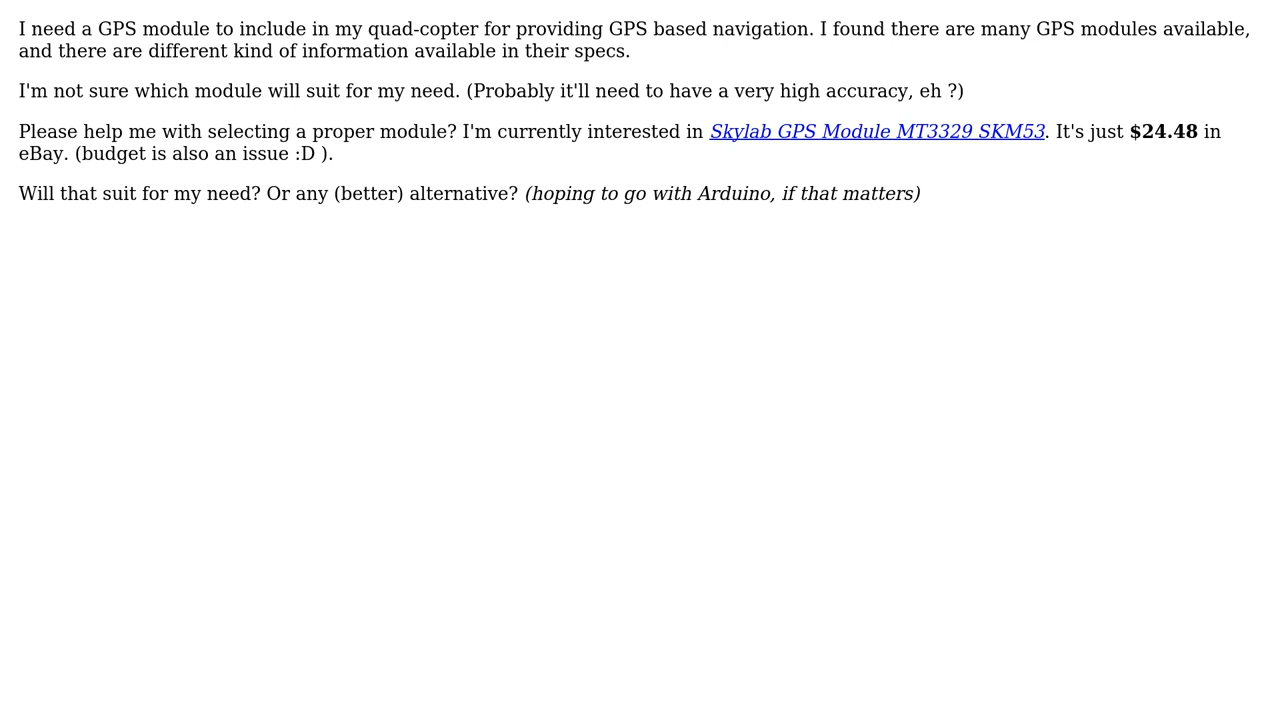 I need a GPS module to include in my quad-copter for providing GPS based navigation. I found there are many GPS modules available,
and there are different kind of information available in their specs.
I'm not sure which module will suit for my need. (Probably it'll need to have a very high accuracy, eh ?)
Please help me with selecting a proper module? I'm currently interested in Skylab GPS Module MT3329 SKM53. It's just $24.48 in
eBay. (budget is also an issue :D ).
Will that suit for my need? Or any (better) alternative? (hoping to go with Arduino, if that matters)